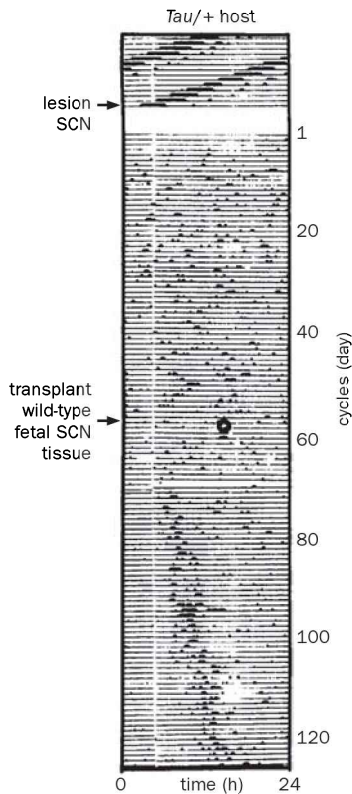 Tau/+ host
lesion
SCN
1
20
40
transplant
wild-type
fetal SCN
tissue
60
80
100
120
cycles (day)
0 time (h) 24